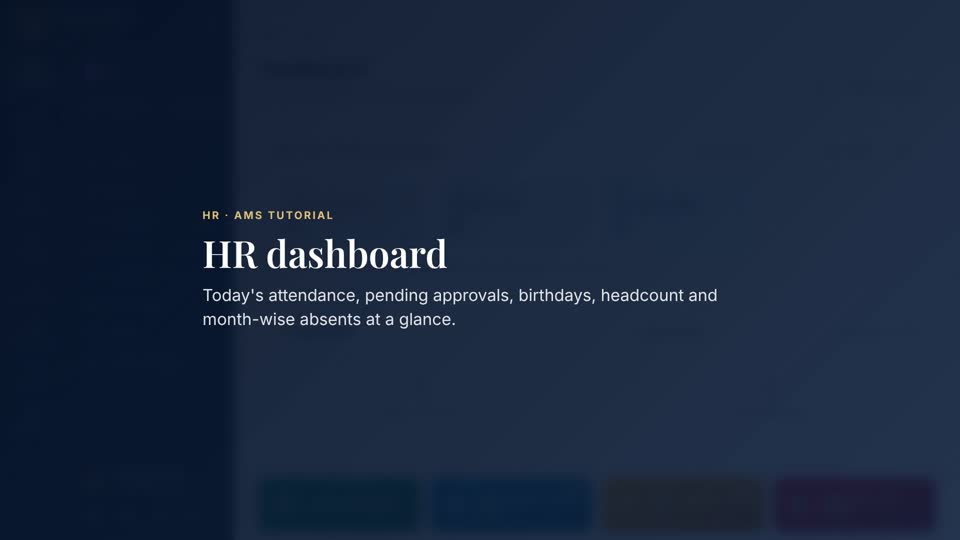 HR · AMS TUTORIAL
HR dashboard
Today's attendance, pending approvals, birthdays, headcount and
month-wise absents at a glance.